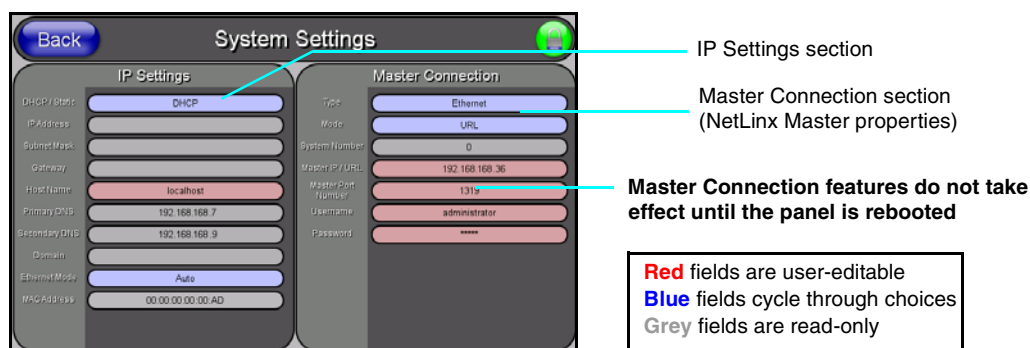 Back
System Settings
IP Settings
DHCP / Static
DHCP
IP Address
Subnet Mask
Gateway
Host Name
localhost
Primary DNS
192.168.168.7
Secondary DNS
192.168.168.9
Domain
Ethernet Mode
Auto
MAC Address
00:00:00:00:00:AD
Master Connection
Type
Ethernet
Mode
URL
System Number
0
Master IP / URL
192.168.168.36
Master Port
Number
1319
Username
administrator
Password
*****
IP Settings section
Master Connection section
(NetLinx Master properties)
Master Connection features do not take
effect until the panel is rebooted
Red fields are user-editable
Blue fields cycle through choices
Grey fields are read-only